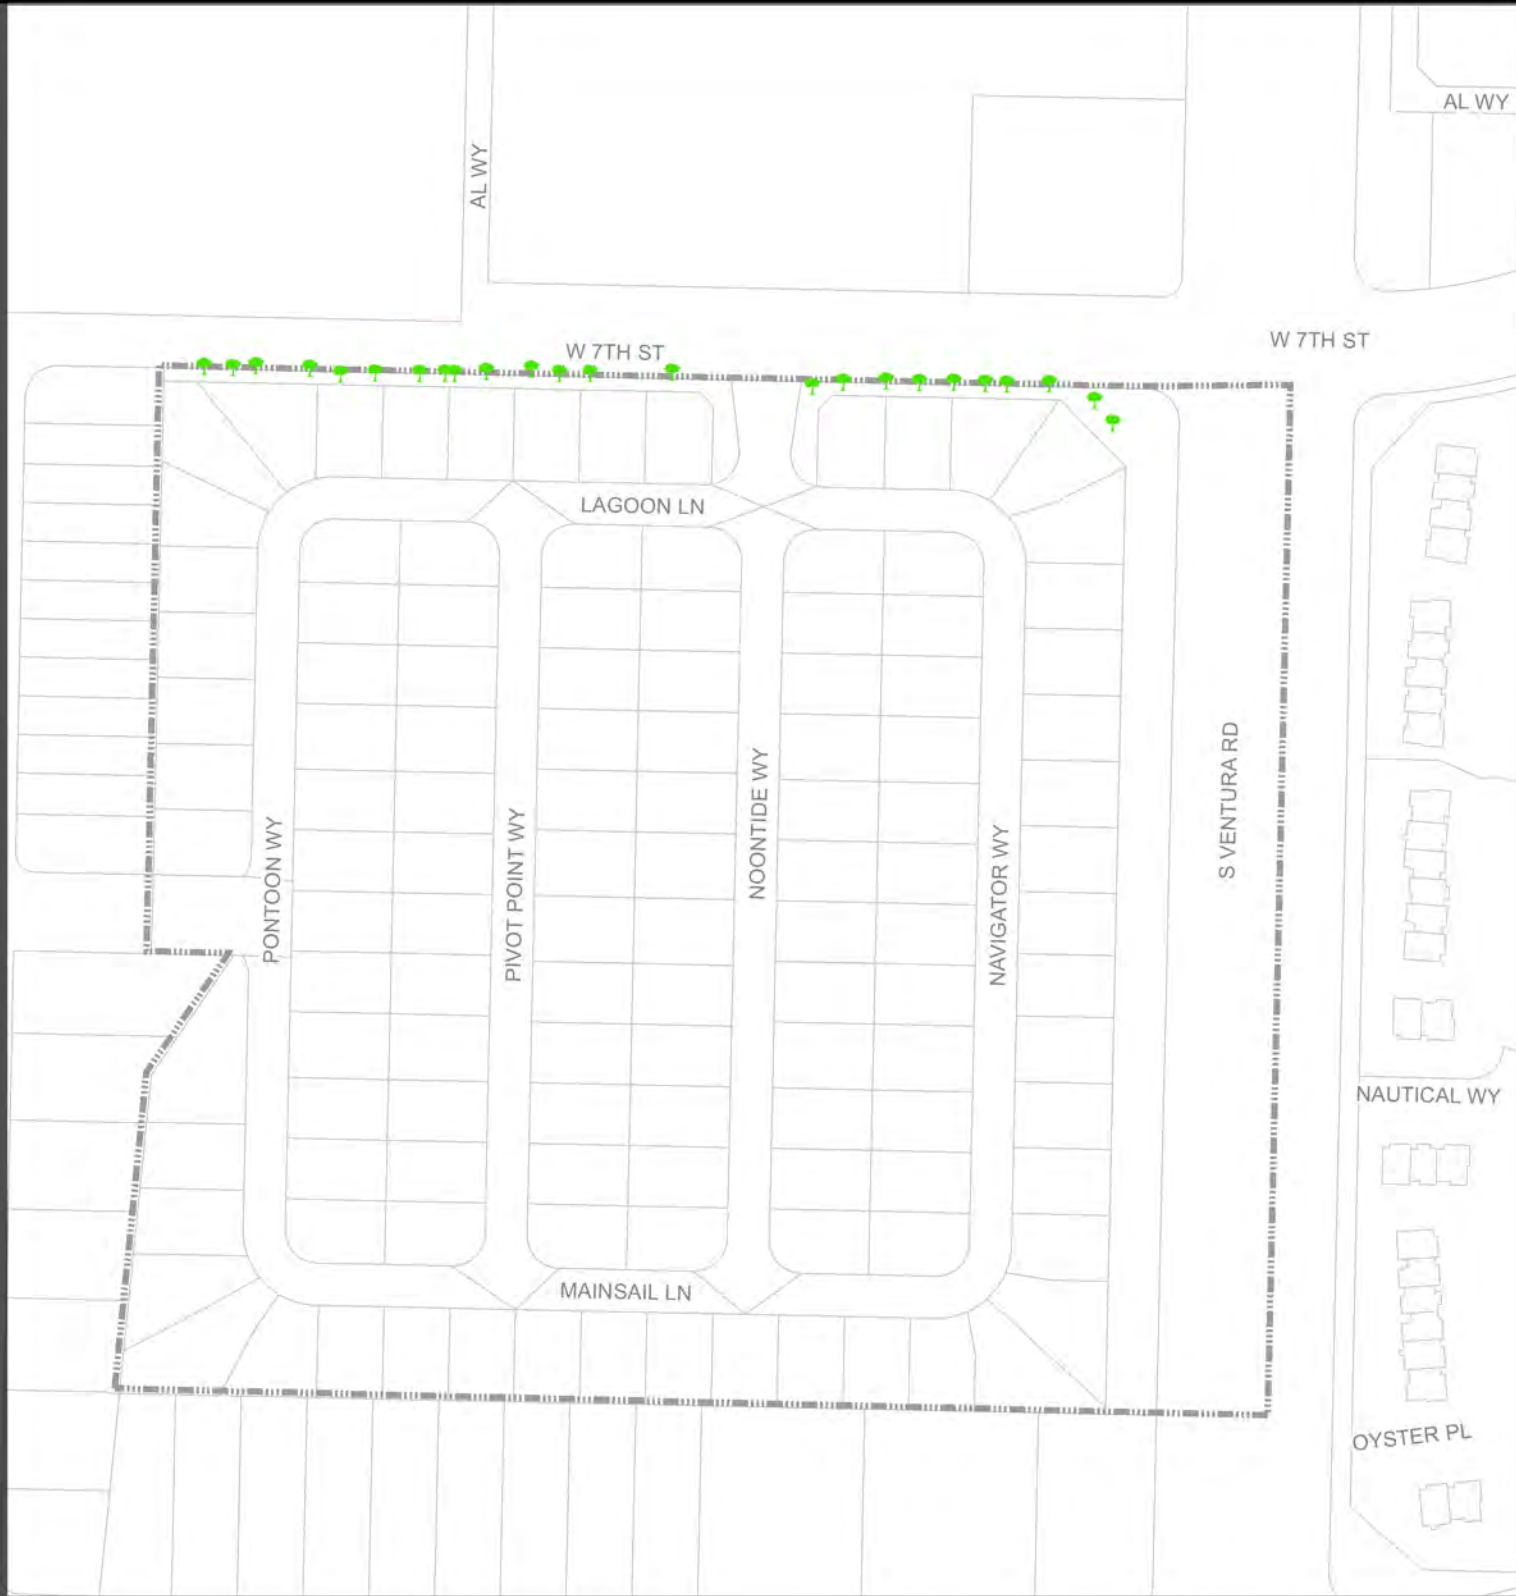 AL WY
AL WY
W 7TH ST
W 7TH ST
LAGOON LN
PONTOON WY
PIVOT POINT WY
NOONTIDE WY
NAVIGATOR WY
S VENTURA RD
NAUTICAL WY
MAINSAIL LN
OYSTER PL